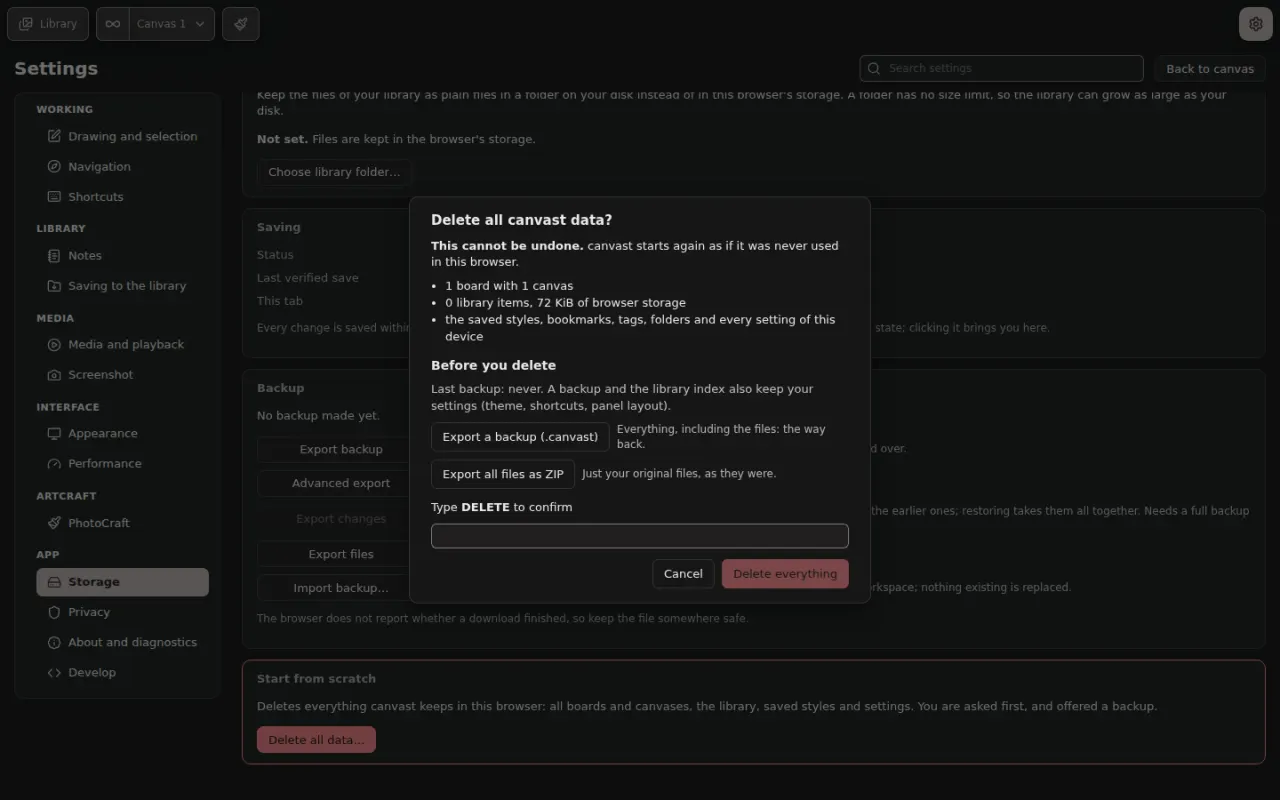 Library
Canvas 1
Settings
Search settings
Back to canvas
WORKING
Drawing and selection
Navigation
Shortcuts
LIBRARY
Notes
Saving to the library
MEDIA
Media and playback
Screenshot
INTERFACE
Appearance
Performance
ARTCRAFT
PhotoCraft
APP
Storage
Privacy
About and diagnostics
Develop
Keep the files of your library as plain files in a folder on your disk instead of in this browser's storage. A folder has no size limit, so the library can grow as large as your
disk.
Not set. Files are kept in the browser's storage.
Choose library folder...
Saving
Status
Last verified save
This tab
Every change is saved within
state; clicking it brings you here.
Backup
No backup made yet.
Export backup
d over.
Advanced export
Export changes
the earlier ones; restoring takes them all together. Needs a full backup
Export files
Import backup...
rkspace; nothing existing is replaced.
The browser does not report whether a download finished, so keep the file somewhere safe.
Delete all canvast data?
This cannot be undone. canvast starts again as if it was never used
in this browser.
• 1 board with 1 canvas
• 0 library items, 72 KiB of browser storage
• the saved styles, bookmarks, tags, folders and every setting of this
device
Before you delete
Last backup: never. A backup and the library index also keep your
settings (theme, shortcuts, panel layout).
Export a backup (.canvast)
Everything, including the files: the way
back.
Export all files as ZIP
Just your original files, as they were.
Type DELETE to confirm
Cancel
Delete everything
Start from scratch
Deletes everything canvast keeps in this browser: all boards and canvases, the library, saved styles and settings. You are asked first, and offered a backup.
Delete all data...